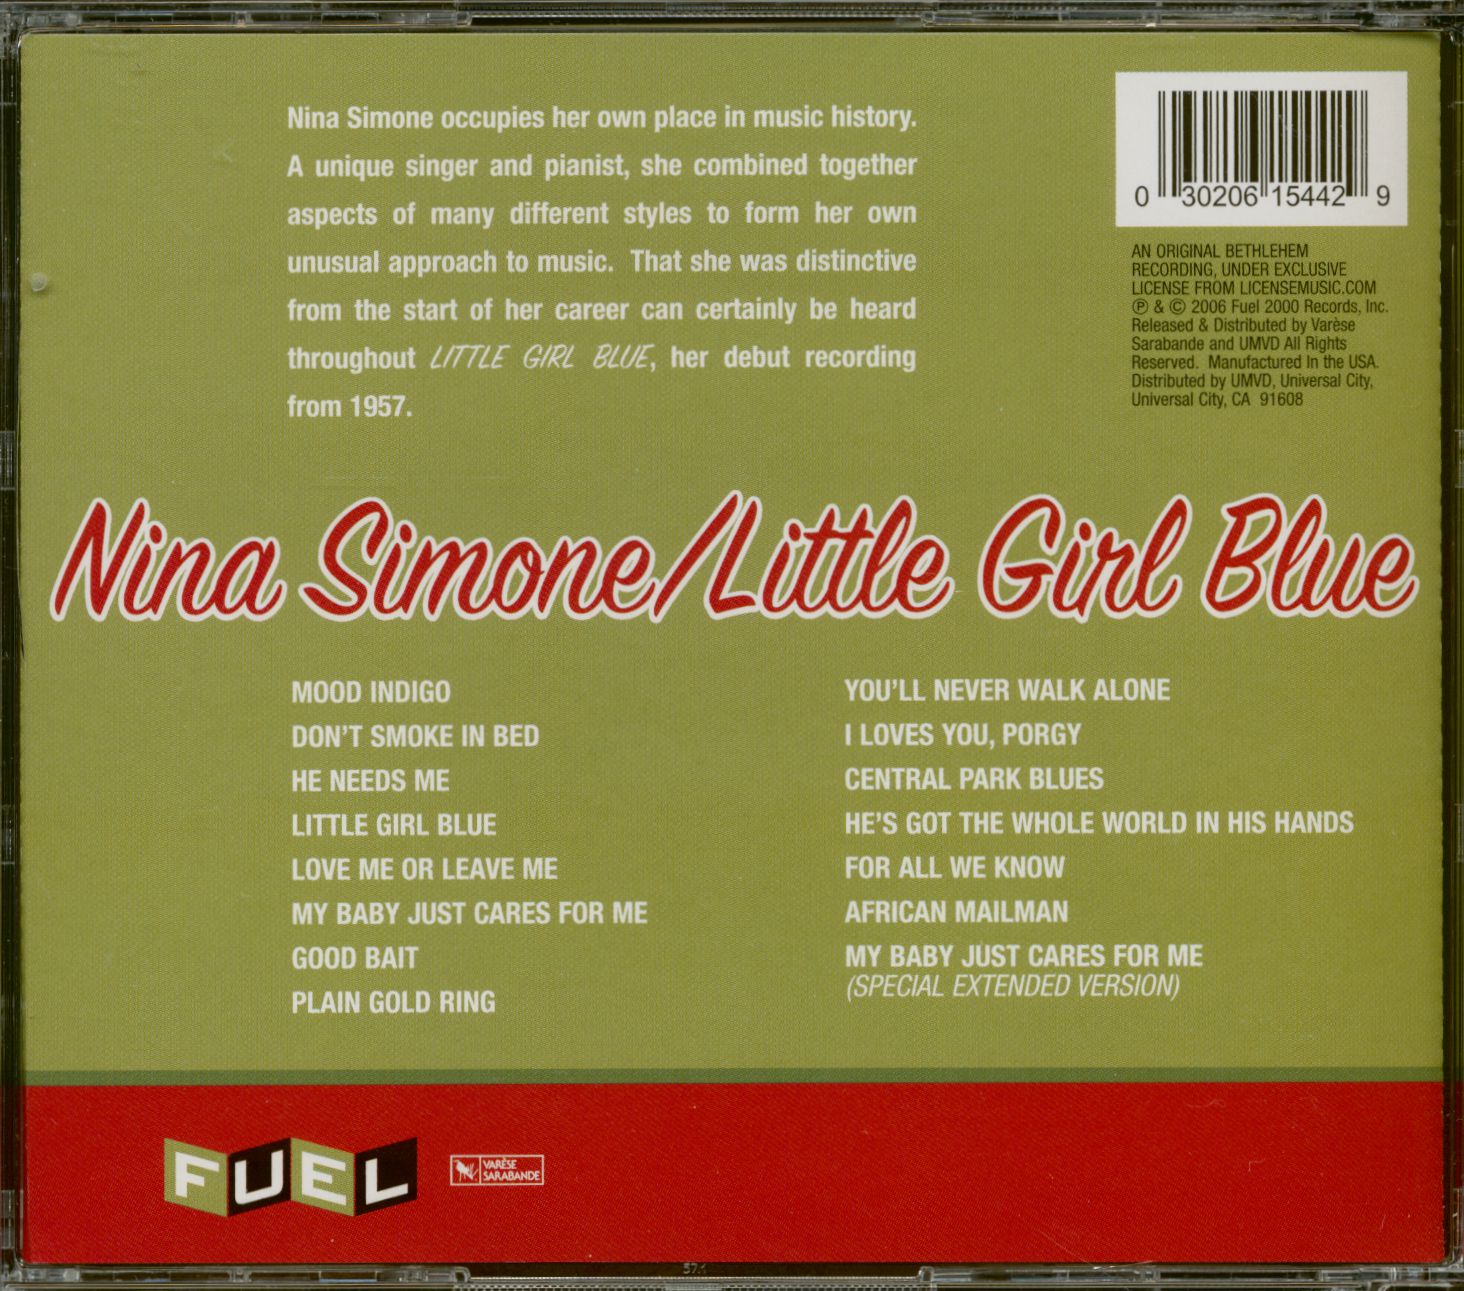 Nina Simone occupies her own place in music history.
A unique singer and pianist, she combined together
aspects of many different styles to form her own
unusual approach to music. That she was distinctive
from the start of her career can certainly be heard
throughout LITTLE GIRL BLUE, her debut recording
from 1957.
0 30206 15442 9
AN ORIGINAL BETHLEHEM
RECORDING, UNDER EXCLUSIVE
LICENSE FROM LICENSEMUSIC.COM
℗ & © 2006 Fuel 2000 Records, Inc.
Released & Distributed by Varèse
Sarabande and UMVD All Rights
Reserved. Manufactured In the USA.
Distributed by UMVD, Universal City,
Universal City, CA 91608
Nina Simone/Little Girl Blue
MOOD INDIGO
DON'T SMOKE IN BED
HE NEEDS ME
LITTLE GIRL BLUE
LOVE ME OR LEAVE ME
MY BABY JUST CARES FOR ME
GOOD BAIT
PLAIN GOLD RING
YOU'LL NEVER WALK ALONE
I LOVES YOU, PORGY
CENTRAL PARK BLUES
HE'S GOT THE WHOLE WORLD IN HIS HANDS
FOR ALL WE KNOW
AFRICAN MAILMAN
MY BABY JUST CARES FOR ME
(SPECIAL EXTENDED VERSION)
FUEL
VARÈSE
SARABANDE